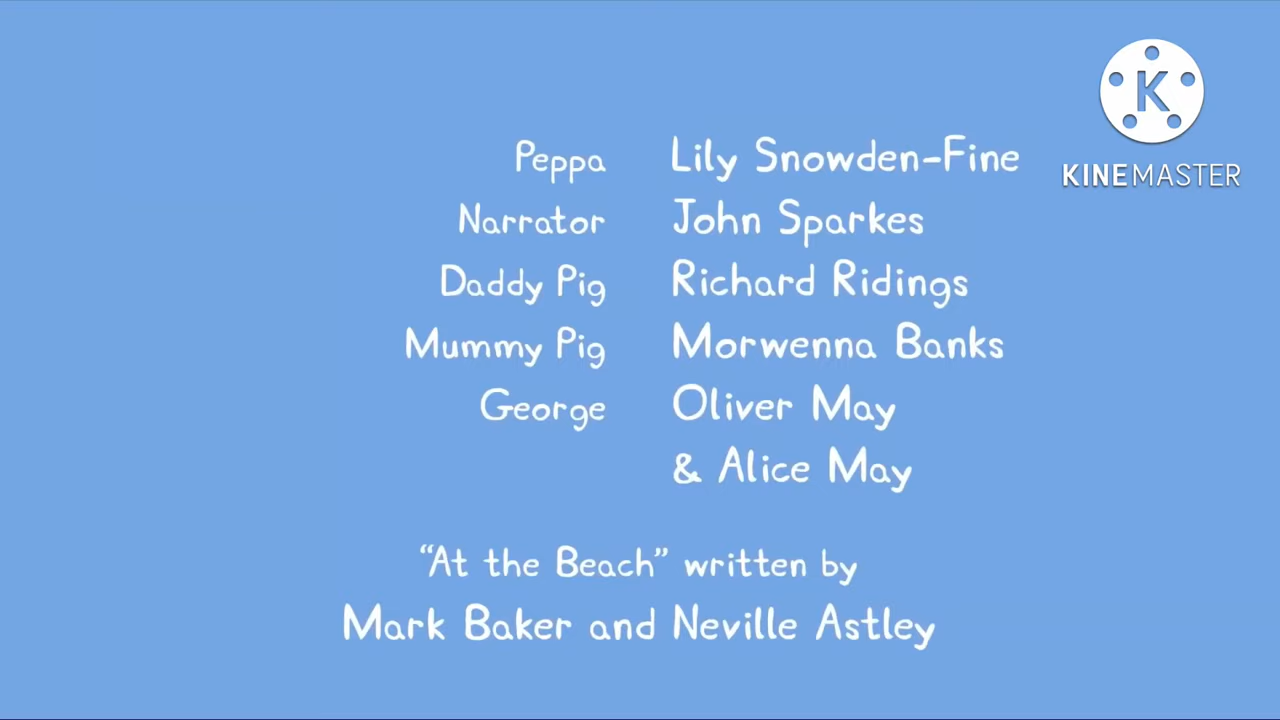 K
KINEMASTER
Peppa Lily Snowden-Fine
Narrator John Sparkes
Daddy Pig Richard Ridings
Mummy Pig Morwenna Banks
George Oliver May
& Alice May
“At the Beach” written by
Mark Baker and Neville Astley